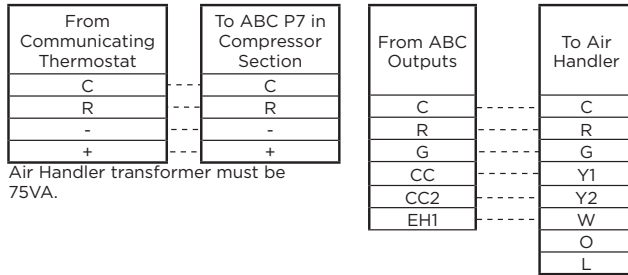 From Communicating Thermostat
C
R
-
+
To ABC P7 in Compressor Section
C
R
-
+
Air Handler transformer must be
75VA.
From ABC Outputs
C
R
G
CC
CC2
EH1
To Air Handler
C
R
G
Y1
Y2
W
O
L